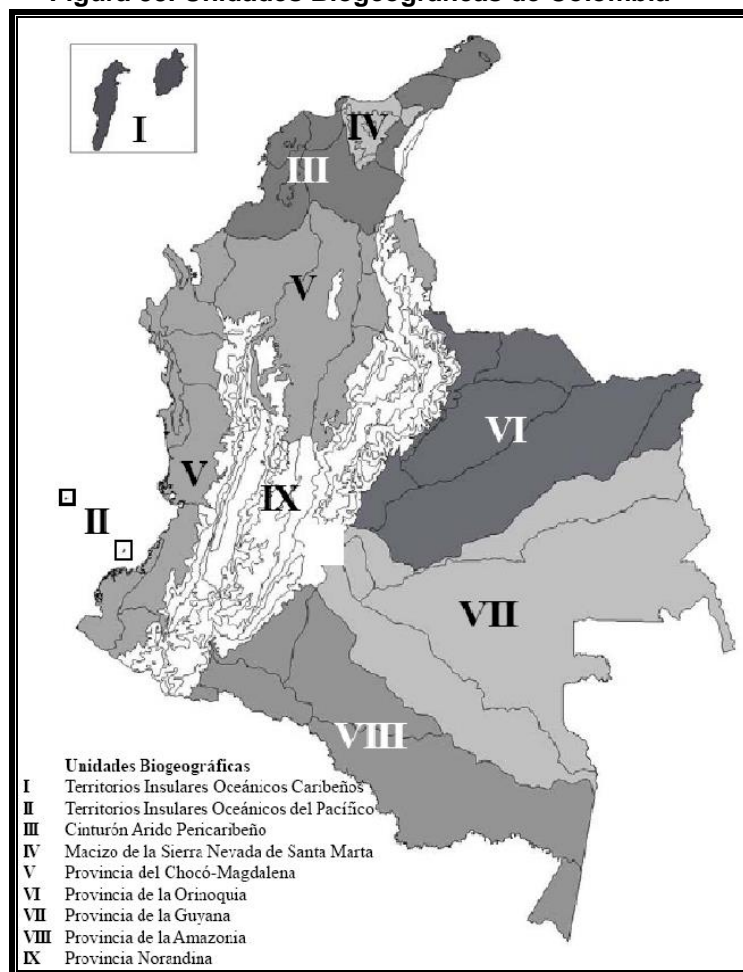 Figura 33. Unidades Biogeográficas de Colombia
I
IV
III
V
VI
V
IX
II
VII
VIII
Unidades Biogeográficas
I Territorios Insulares Oceánicos Caribeños
II Territorios Insulares Oceánicos del Pacífico
III Cinturón Arido Pericaribeño
IV Macizo de la Sierra Nevada de Santa Marta
V Provincia del Chocó-Magdalena
VI Provincia de la Orinoquia
VII Provincia de la Guyana
VIII Provincia de la Amazonia
IX Provincia Norandina